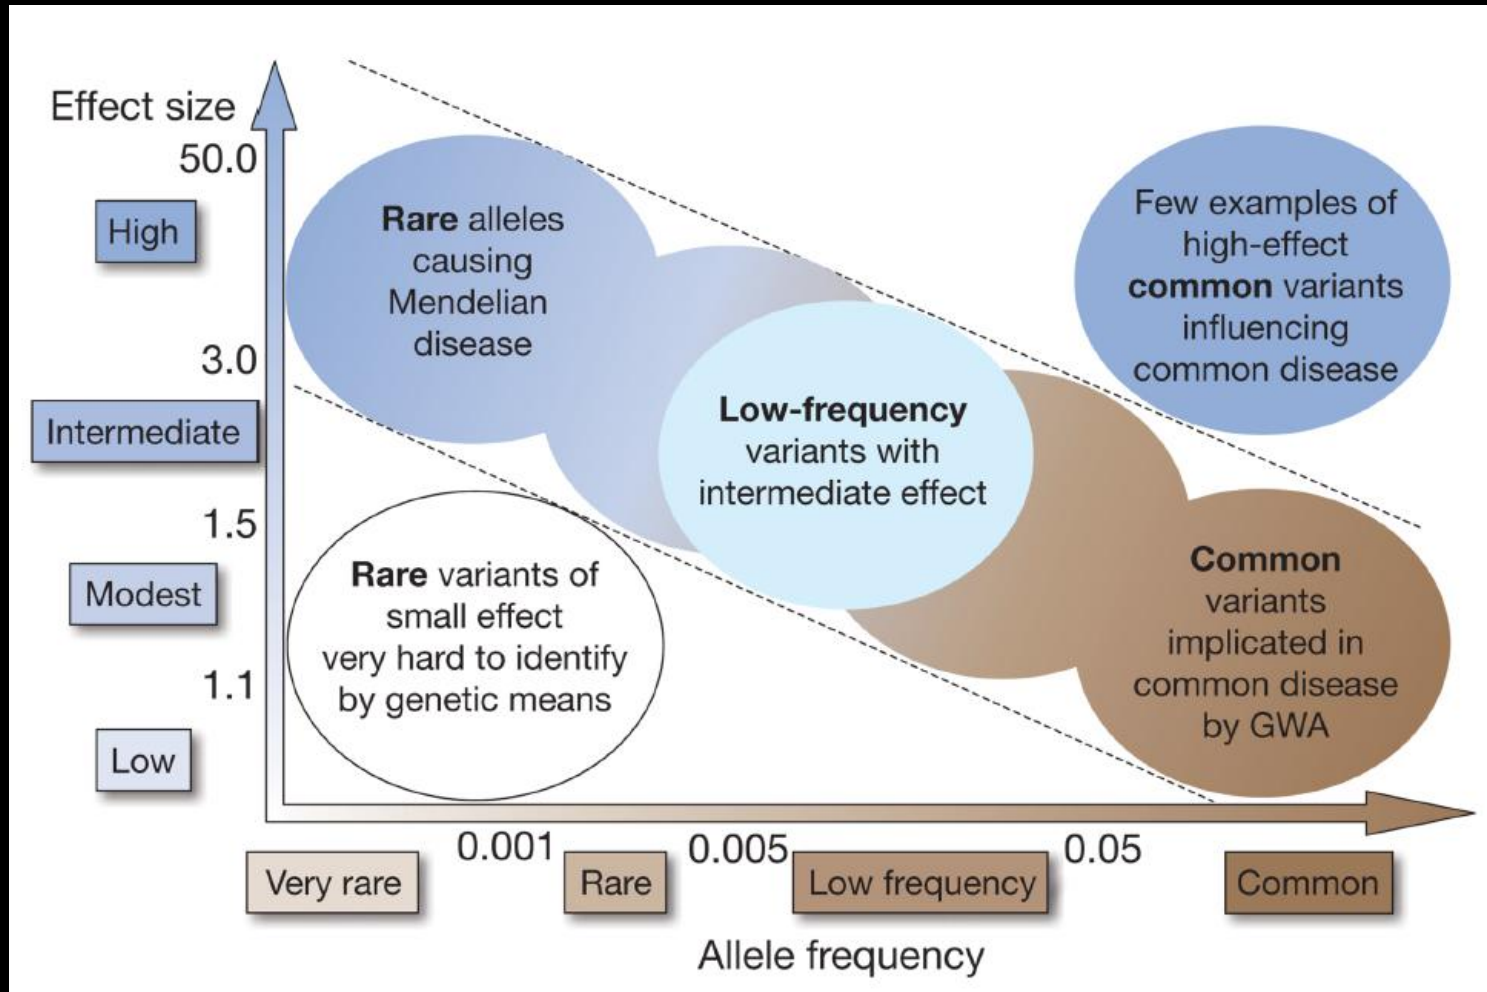 Effect size
50.0
High
3.0
Intermediate
1.5
Modest
1.1
Low
Rare alleles
causing
Mendelian
disease
Few examples of
high-effect
common variants
influencing
common disease
Low-frequency
variants with
intermediate effect
Rare variants of
small effect
very hard to identify
by genetic means
Common
variants
implicated in
common disease
by GWA
0.001
0.005
0.05
Very rare
Rare
Low frequency
Common
Allele frequency